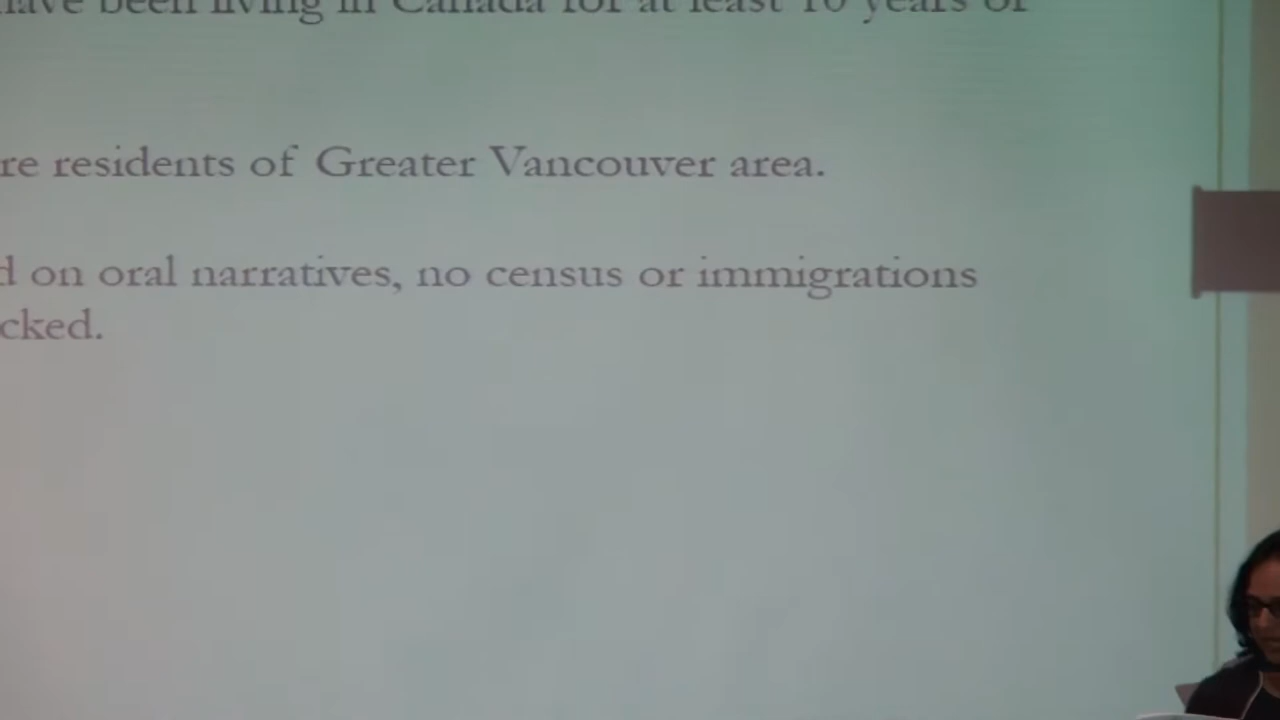 have been living in Canada for at least 10 years or
re residents of Greater Vancouver area.
d on oral narratives, no census or immigrations
cked.